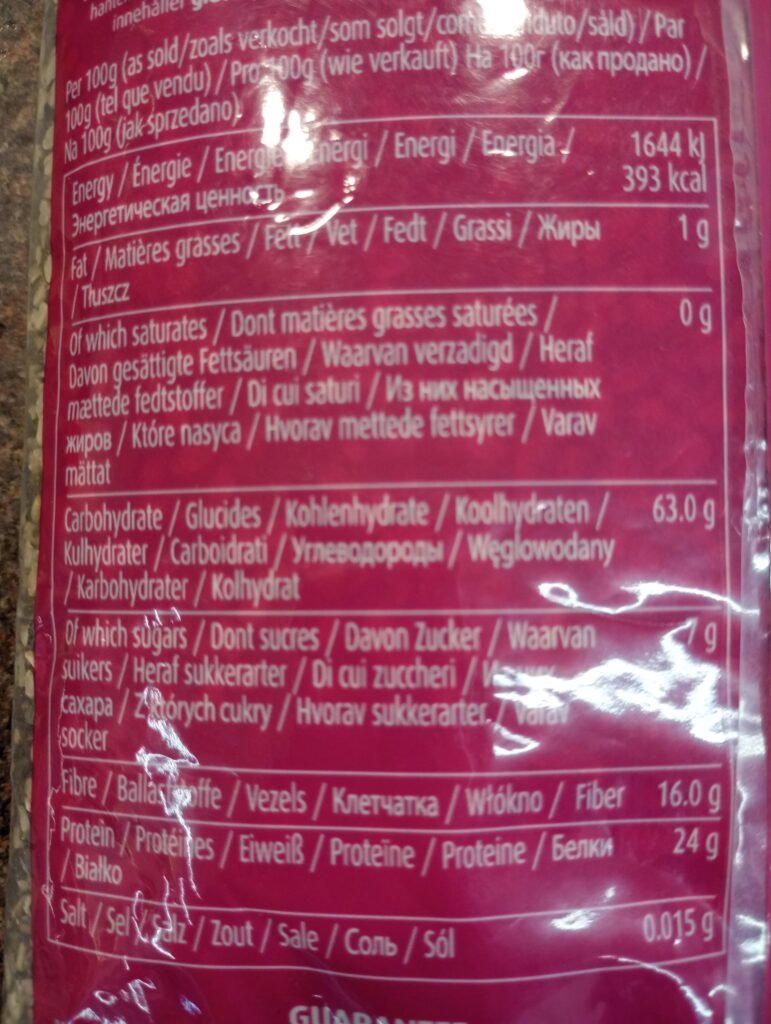 innehåller
Per 100g (as sold/zoals verkocht/som solgt/ /såld) / Par
100g (tel que vendu) / (wie verkauft) На 100г (как продано) /
Na 100g (jak sprzedano)
Energy / Énergie / Energi / Energi / Energia / 1644 kJ
Энергетическая ценность 393 kcal
Fat / Matières grasses / Fett / Vet / Fedt / Grassi / Жиры 1 g
/ Tłuszcz
Of which saturates / Dont matières grasses saturées / 0 g
Davon gesättigte Fettsäuren / Waarvan verzadigd / Heraf
mættede fedtstoffer / Di cui saturi / Из них насыщенных
жиров / Które nasyca / Hvorav mettede fettsyrer / Varav
mättat
Carbohydrate / Glucides / Kohlenhydrate / Koolhydraten / 63.0 g
Kulhydrater / Carboidrati / Углеводороды / Węglowodany
/ Karbohydrater / Kolhydrat
Of which sugars / Dont sucres / Davon Zucker / Waarvan g
suikers / Heraf sukkerarter / Di cui zuccheri /
сахара / Z których cukry / Hvorav sukkerarter / Varav
socker
Fibre / Ballaststoffe / Vezels / Клетчатка / Włókno / Fiber 16.0 g
Protein / Protéines / Eiweiß / Proteïne / Proteine / Белки 24 g
/ Białko
Salt / Sel / Salz / Zout / Sale / Соль / Sól 0.015 g